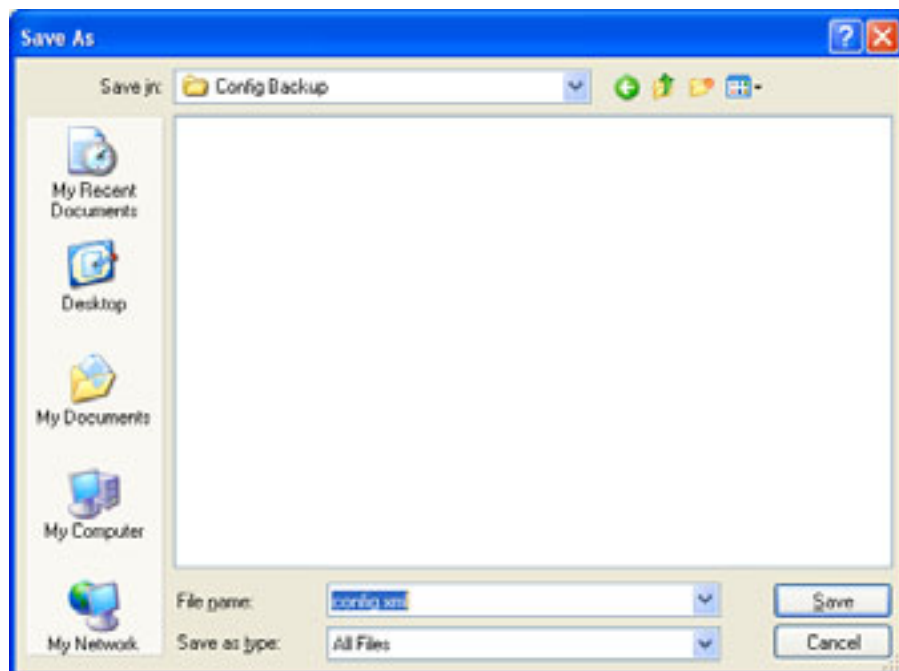 Save As
Save in:
Config Backup
My Recent
Documents
Desktop
My Documents
My Computer
My Network
File name:
config.xml
Save as type:
All Files
Save
Cancel